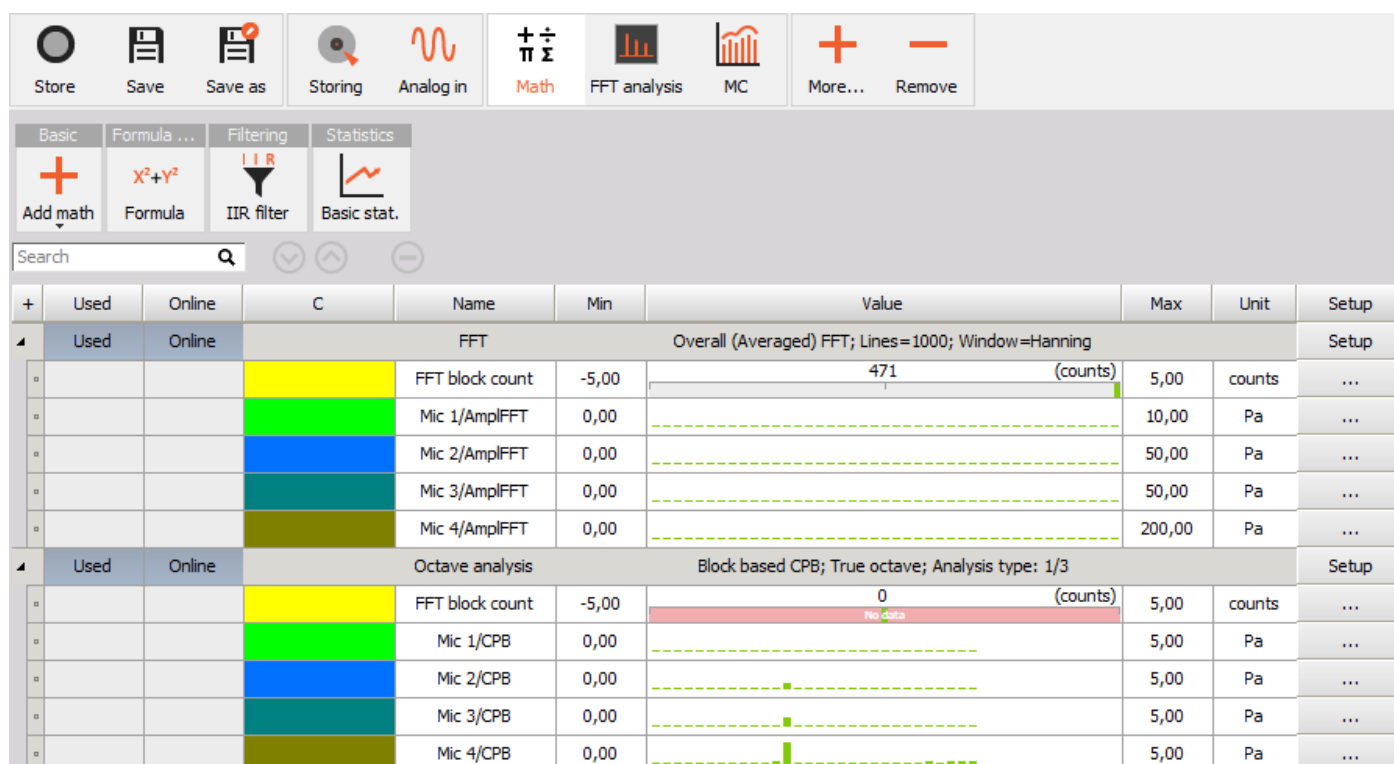 Store Save Save as Storing Analog in Math FFT analysis MC More... Remove
Basic Formula ... Filtering Statistics
I I R
X²+Y²
Add math Formula IIR filter Basic stat.
Search
+ Used Online C Name Min Value Max Unit Setup
Used Online FFT Overall (Averaged) FFT; Lines=1000; Window=Hanning Setup
FFT block count -5,00 471 (counts) 5,00 counts ...
Mic 1/AmplFFT 0,00 10,00 Pa ...
Mic 2/AmplFFT 0,00 50,00 Pa ...
Mic 3/AmplFFT 0,00 50,00 Pa ...
Mic 4/AmplFFT 0,00 200,00 Pa ...
Used Online Octave analysis Block based CPB; True octave; Analysis type: 1/3 Setup
FFT block count -5,00 0 (counts) No data 5,00 counts ...
Mic 1/CPB 0,00 5,00 Pa ...
Mic 2/CPB 0,00 5,00 Pa ...
Mic 3/CPB 0,00 5,00 Pa ...
Mic 4/CPB 0,00 5,00 Pa ...